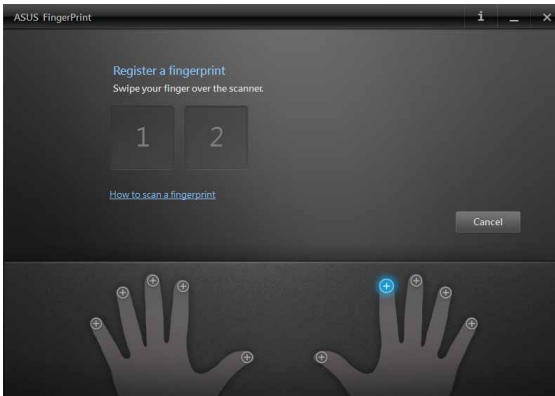 ASUS FingerPrint
Register a fingerprint
Swipe your finger over the scanner.
1 2
How to scan a fingerprint
Cancel